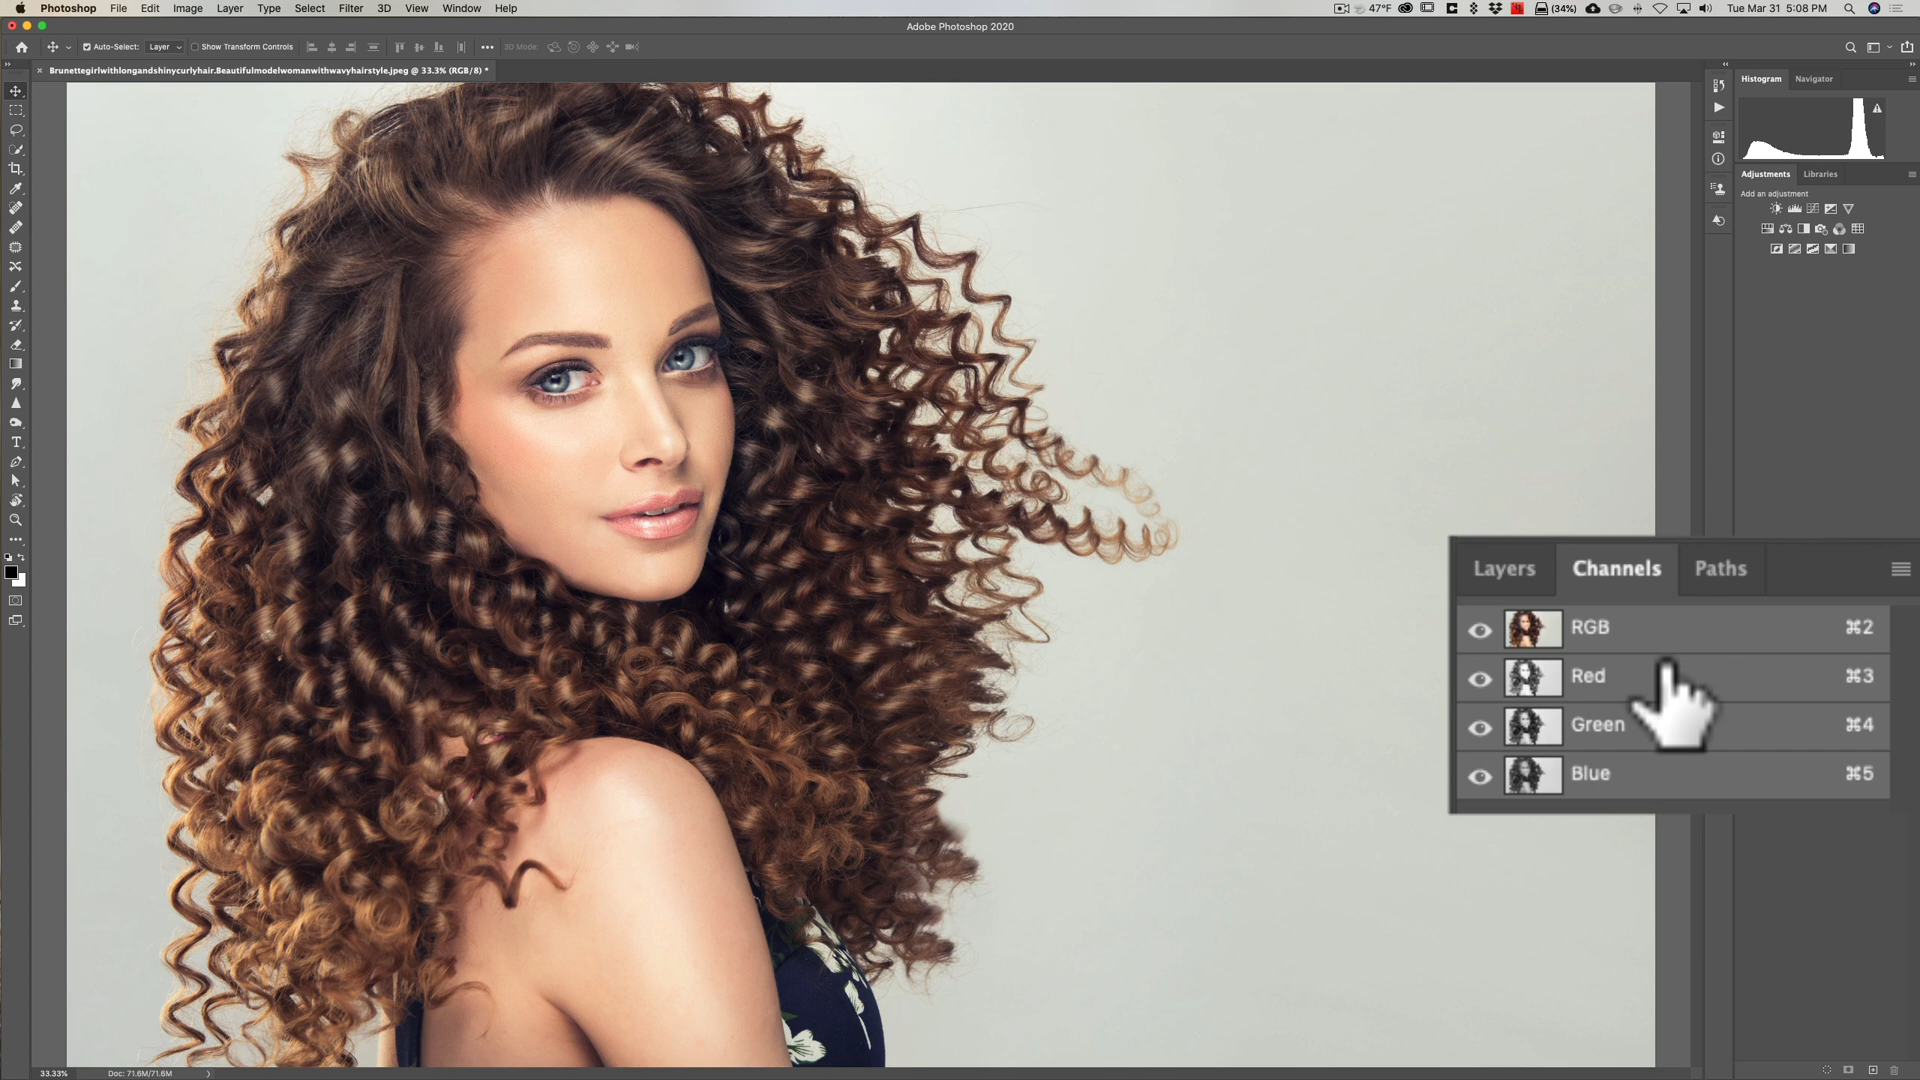 Photoshop File Edit Image Layer Type Select Filter 3D View Window Help 47°F (34%) Tue Mar 31 5:08 PM
Adobe Photoshop 2020
Auto-Select: Layer Show Transform Controls 3D Mode:
Brunettegirlwithlongandshinycurlyhair.Beautifulmodelwomanwithwavyhairstyle.jpeg @ 33.3% (RGB/8) *
Histogram Navigator
Adjustments Libraries
Add an adjustment
Layers Channels Paths
RGB ⌘2
Red ⌘3
Green ⌘4
Blue ⌘5
33.33% Doc: 71.6M/71.6M